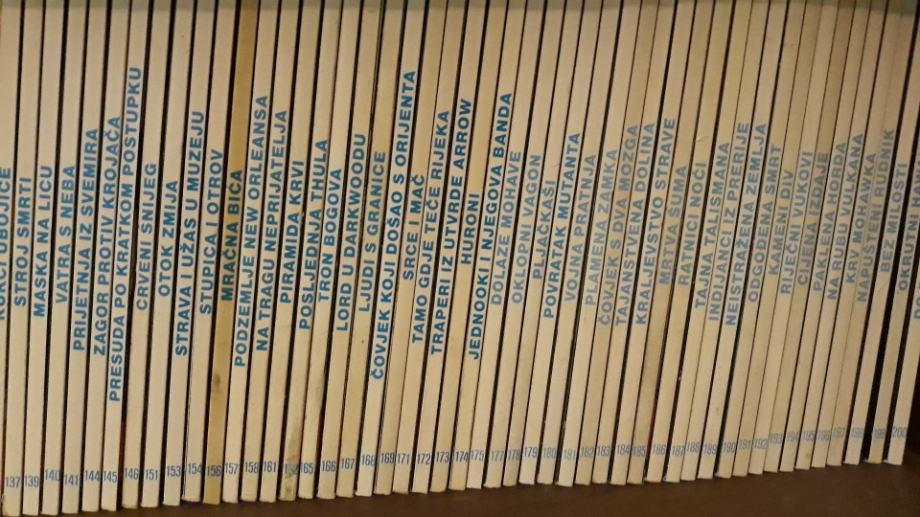 UBOJICE
STROJ SMRTI
MASKA NA LICU
VATRA S NEBA
PRIJETNJA IZ SVEMIRA
ZAGOR PROTIV KROJAČA
PRESUDA PO KRATKOM POSTUPKU
CRVENI SNIJEG
OTOK ZMIJA
STRAVA I UŽAS U MUZEJU
STUPICA OTROV
MRAČNA BIĆA
PODZEMLJE NEW ORLEANSA
NA TRAGU NEPRIJATELJA
PIRAMIDA KRVI
POSLJEDNJA THULA
TRON BOGOVA
LORD U DARKWOODU
LJUDI S GRANICE
ČOVJEK KOJI DOŠAO S ORIJENTA
SRCE I MAČ
TAMO GDJE TEČE RIJEKA
TRAPERI IZ UTVRDE ARROW
HURONI
JEDNOOKI I NJEGOVA BANDA
DOLAZE MOHAVE
OKLOPNI VAGON
PLJAČKAŠI
POVRATAK MUTANTA
VOJNA PRATNJA
PLAMENA ZAMKA
ČOVJEK S DVA MOZGA
TAJANSTVENA DOLINA
KRALJEVSTVO STRAVE
MRTVA ŠUMA
RATNICI NOĆI
TAJNA TALISMANA
INDIJANCI IZ PRERIJE
NEISTRAŽENA ZEMLJA
ODGOĐENA SMRT
KAMENI DIV
RIJEČNI VUKOVI
CIJENA IZDAJE
PAKLENA HORDA
NA RUBU VULKANA
KRV MOHAWKA
NAPUŠTENI RUDNIK
BEZ MILOSTI
OKRUTNI
137
139
140
141
144
145
146
151
153
154
156
157
158
161
165
166
167
168
169
171
172
173
174
175
177
178
179
180
181
182
183
184
185
186
187
188
189
190
191
192
193
194
195
196
197
198
199
200